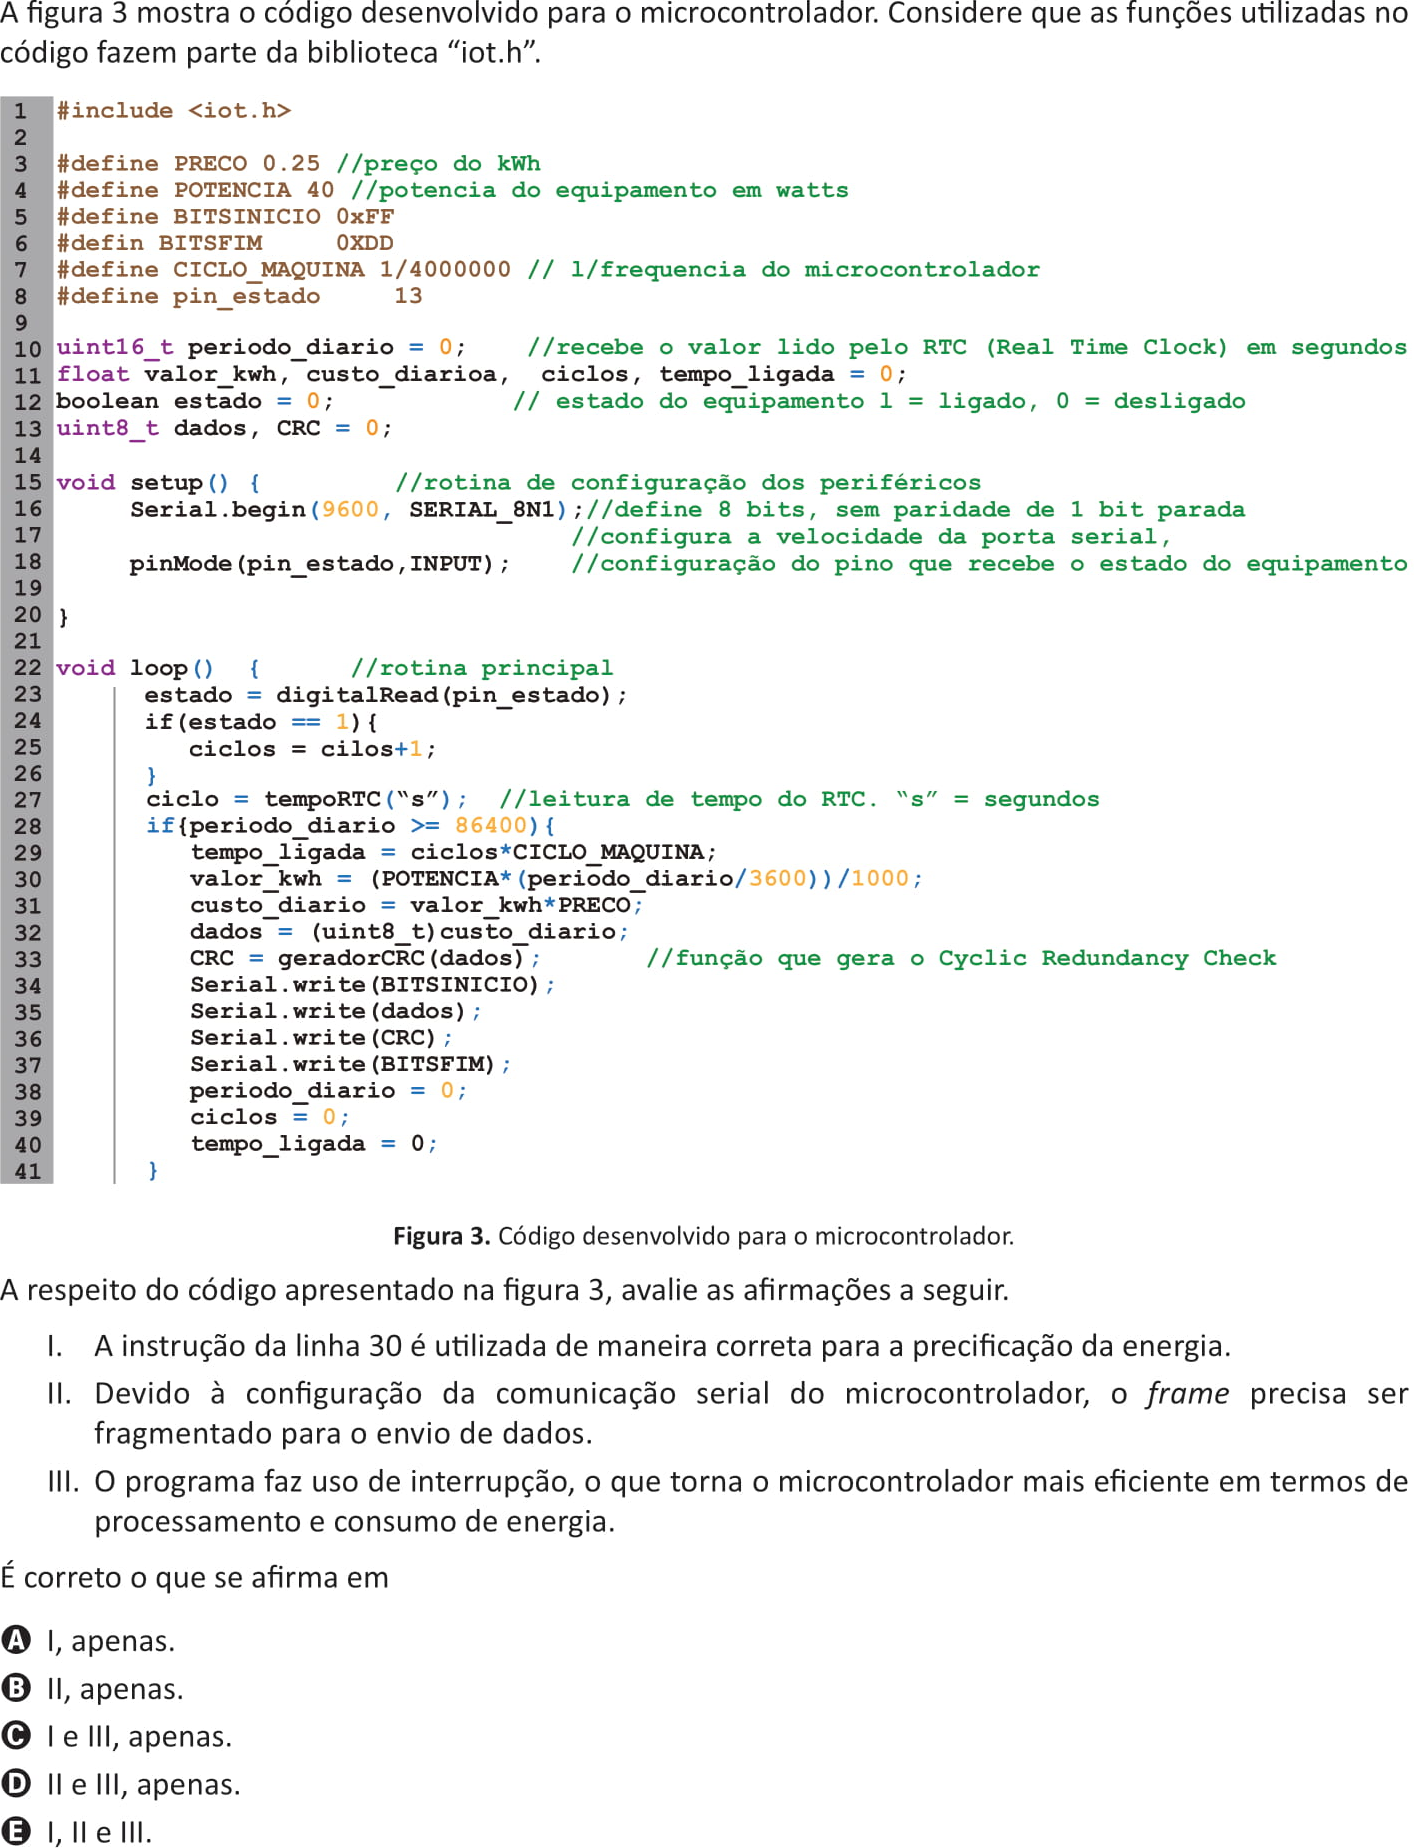 A figura 3 mostra o código desenvolvido para o microcontrolador. Considere que as funções utilizadas no
código fazem parte da biblioteca “iot.h”.
1 #include <iot.h>
2
3 #define PRECO 0.25 //preço do kWh
4 #define POTENCIA 40 //potencia do equipamento em watts
5 #define BITSINICIO 0xFF
6 #defin BITSFIM     0XDD
7 #define CICLO_MAQUINA 1/4000000 // 1/frequencia do microcontrolador
8 #define pin_estado     13
9
10 uint16_t periodo_diario = 0;    //recebe o valor lido pelo RTC (Real Time Clock) em segundos
11 float valor_kwh, custo_diarioa,  ciclos, tempo_ligada = 0;
12 boolean estado = 0;            // estado do equipamento 1 = ligado, 0 = desligado
13 uint8_t dados, CRC = 0;
14
15 void setup() {         //rotina de configuração dos periféricos
16      Serial.begin(9600, SERIAL_8N1);//define 8 bits, sem paridade de 1 bit parada
17                                   //configura a velocidade da porta serial,
18      pinMode(pin_estado,INPUT);    //configuração do pino que recebe o estado do equipamento
19
20 }
21
22 void loop()  {      //rotina principal
23      estado = digitalRead(pin_estado);
24      if(estado == 1){
25         ciclos = cilos+1;
26      }
27      ciclo = tempoRTC(“s”);  //leitura de tempo do RTC. “s” = segundos
28      if{periodo_diario >= 86400){
29         tempo_ligada = ciclos*CICLO_MAQUINA;
30         valor_kwh = (POTENCIA*(periodo_diario/3600))/1000;
31         custo_diario = valor_kwh*PRECO;
32         dados = (uint8_t)custo_diario;
33         CRC = geradorCRC(dados);       //função que gera o Cyclic Redundancy Check
34         Serial.write(BITSINICIO);
35         Serial.write(dados);
36         Serial.write(CRC);
37         Serial.write(BITSFIM);
38         periodo_diario = 0;
39         ciclos = 0;
40         tempo_ligada = 0;
41      }
Figura 3. Código desenvolvido para o microcontrolador.
A respeito do código apresentado na figura 3, avalie as afirmações a seguir.
I. A instrução da linha 30 é utilizada de maneira correta para a precificação da energia.
II. Devido à configuração da comunicação serial do microcontrolador, o frame precisa ser
fragmentado para o envio de dados.
III. O programa faz uso de interrupção, o que torna o microcontrolador mais eficiente em termos de
processamento e consumo de energia.
É correto o que se afirma em
A I, apenas.
B II, apenas.
C I e III, apenas.
D II e III, apenas.
E I, II e III.